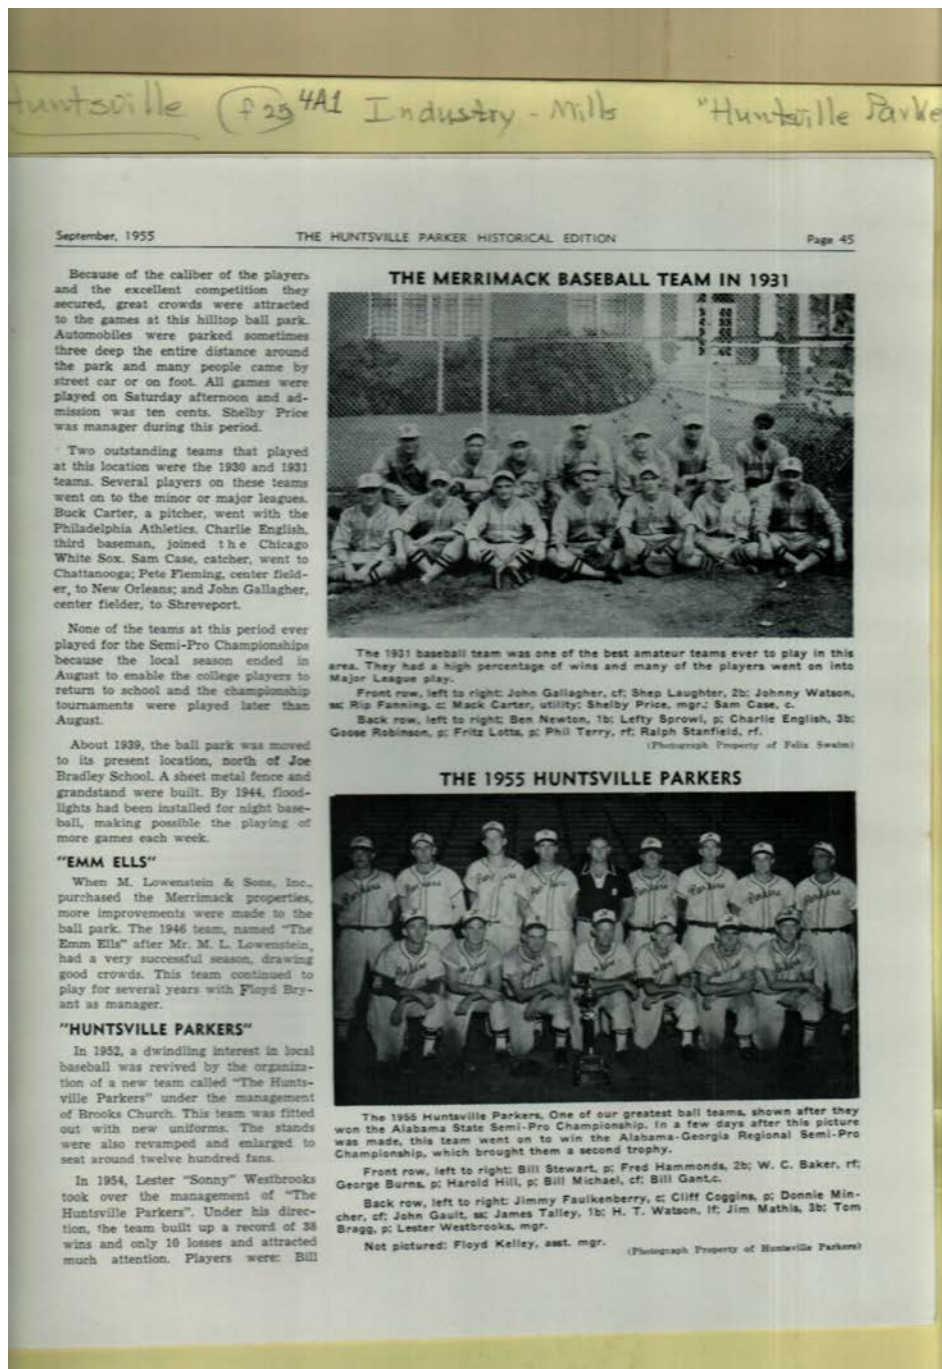 Huntsville f 23 4A1 Industry - Mills "Huntsville Parke
September, 1955 THE HUNTSVILLE PARKER HISTORICAL EDITION Page 45
Because of the caliber of the players
and the excellent competition they
secured, great crowds were attracted
to the games at this hilltop ball park.
Automobiles were parked sometimes
three deep the entire distance around
the park and many people came by
street car or on foot. All games were
played on Saturday afternoon and ad-
mission was ten cents. Shelby Price
was manager during this period.
Two outstanding teams that played
at this location were the 1930 and 1931
teams. Several players on these teams
went on to the minor or major leagues.
Buck Carter, a pitcher, went with the
Philadelphia Athletics. Charlie English,
third baseman, joined the Chicago
White Sox. Sam Case, catcher, went to
Chattanooga; Pete Fleming, center field-
er, to New Orleans; and John Gallagher,
center fielder, to Shreveport.
None of the teams at this period ever
played for the Semi-Pro Championships
because the local season ended in
August to enable the college players to
return to school and the championship
tournaments were played later than
August.
About 1939, the ball park was moved
to its present location, north of Joe
Bradley School. A sheet metal fence and
grandstand were built. By 1944, flood-
lights had been installed for night base-
ball, making possible the playing of
more games each week.
"EMM ELLS"
When M. Lowenstein & Sons, Inc.,
purchased the Merrimack properties,
more improvements were made to the
ball park. The 1946 team, named "The
Emm Ells" after Mr. M. L. Lowenstein,
had a very successful season, drawing
good crowds. This team continued to
play for several years with Floyd Bry-
ant as manager.
"HUNTSVILLE PARKERS"
In 1952, a dwindling interest in local
baseball was revived by the organiza-
tion of a new team called "The Hunts-
ville Parkers" under the management
of Brooks Church. This team was fitted
out with new uniforms. The stands
were also revamped and enlarged to
seat around twelve hundred fans.
In 1954, Lester "Sonny" Westbrooks
took over the management of "The
Huntsville Parkers". Under his direc-
tion, the team built up a record of 38
wins and only 10 losses and attracted
much attention. Players were: Bill
THE MERRIMACK BASEBALL TEAM IN 1931
The 1931 baseball team was one of the best amateur teams ever to play in this
area. They had a high percentage of wins and many of the players went on into
Major League play.
Front row, left to right: John Gallagher, cf; Shep Laughter, 2b; Johnny Watson,
ss; Rip Fanning, c; Mack Carter, utility; Shelby Price, mgr.; Sam Case, c.
Back row, left to right: Ben Newton, 1b; Lefty Sprowl, p; Charlie English, 3b;
Goose Robinson, p; Fritz Lotts, p; Phil Terry, rf; Ralph Stanfield, rf.
(Photograph Property of Felix Swaim)
THE 1955 HUNTSVILLE PARKERS
The 1955 Huntsville Parkers, One of our greatest ball teams, shown after they
won the Alabama State Semi-Pro Championship. In a few days after this picture
was made, this team went on to win the Alabama-Georgia Regional Semi-Pro
Championship, which brought them a second trophy.
Front row, left to right: Bill Stewart, p; Fred Hammonds, 2b; W. C. Baker, rf;
George Burns, p; Harold Hill, p; Bill Michael, cf; Bill Gant,c.
Back row, left to right: Jimmy Faulkenberry, c; Cliff Coggins, p; Donnie Min-
cher, cf; John Gault, ss; James Talley, 1b; H. T. Watson, lf; Jim Mathis, 3b; Tom
Bragg, p; Lester Westbrooks, mgr.
Not pictured: Floyd Kelley, asst. mgr.
(Photograph Property of Huntsville Parkers)